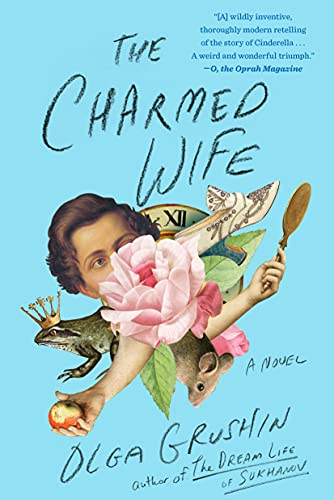 "[A] wildly inventive,
thoroughly modern retelling
of the story of Cinderella . . .
A weird and wonderful triumph."
—O, the Oprah Magazine
THE
CHARMED
WIFE
XII
A NOVEL
OLGA GRUSHIN
author of THE DREAM LIFE
OF SUKHANOV